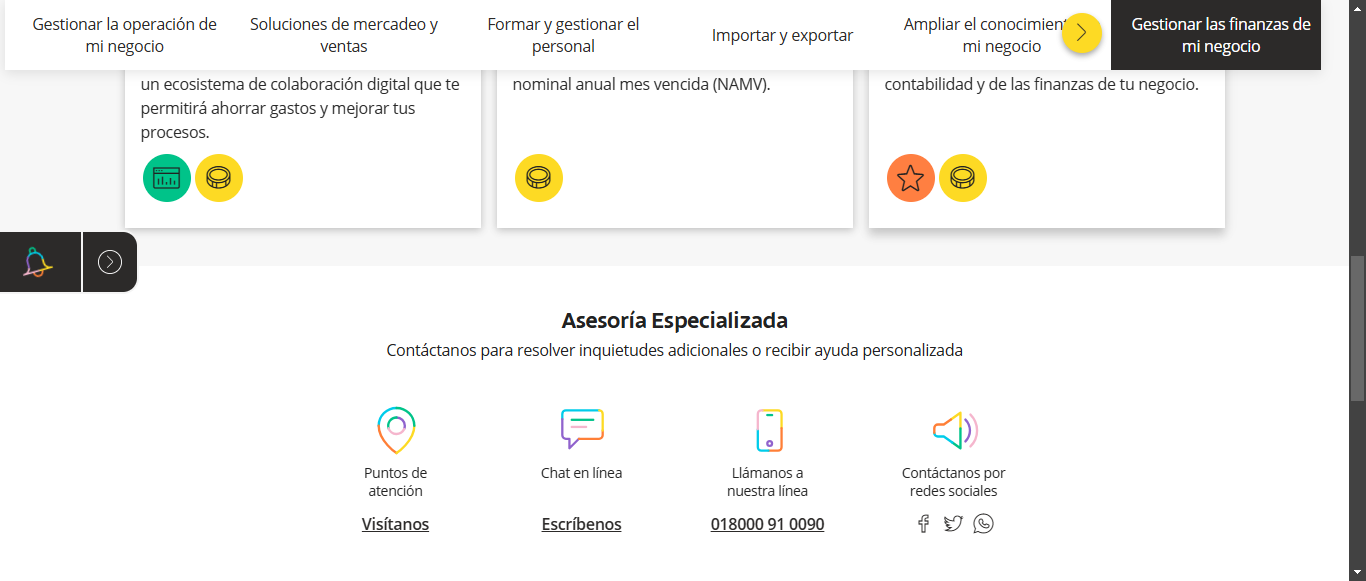 Gestionar la operación de
mi negocio
Soluciones de mercadeo y
ventas
Formar y gestionar el
personal
Importar y exportar
Ampliar el
mi negocio
Gestionar las finanzas de
mi negocio
un ecosistema de colaboración digital que te
permitirá ahorrar gastos y mejorar tus
procesos.
nominal anual mes vencida (NAMV).
contabilidad y de las finanzas de tu negocio.
Asesoría Especializada
Contáctanos para resolver inquietudes adicionales o recibir ayuda personalizada
Puntos de
atención
Visítanos
Chat en línea
Escríbenos
Llámanos a
nuestra línea
018000 91 0090
Contáctanos por
redes sociales